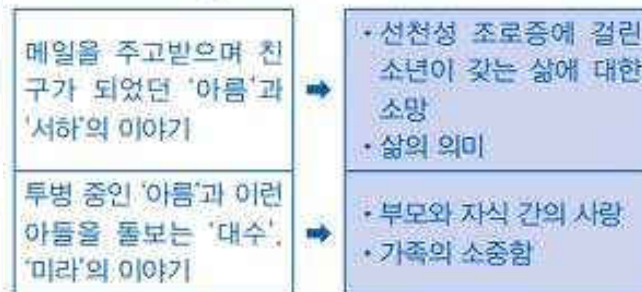 메일을 주고받으며 친
구가 되었던 '아름'과
'서하'의 이야기
➡
• 선천성 조로증에 걸린
소년이 갖는 삶에 대한
소망
• 삶의 의미
투병 중인 '아름'과 이런
아들을 돌보는 '대수',
'미라'의 이야기
➡
• 부모와 자식 간의 사랑
• 가족의 소중함